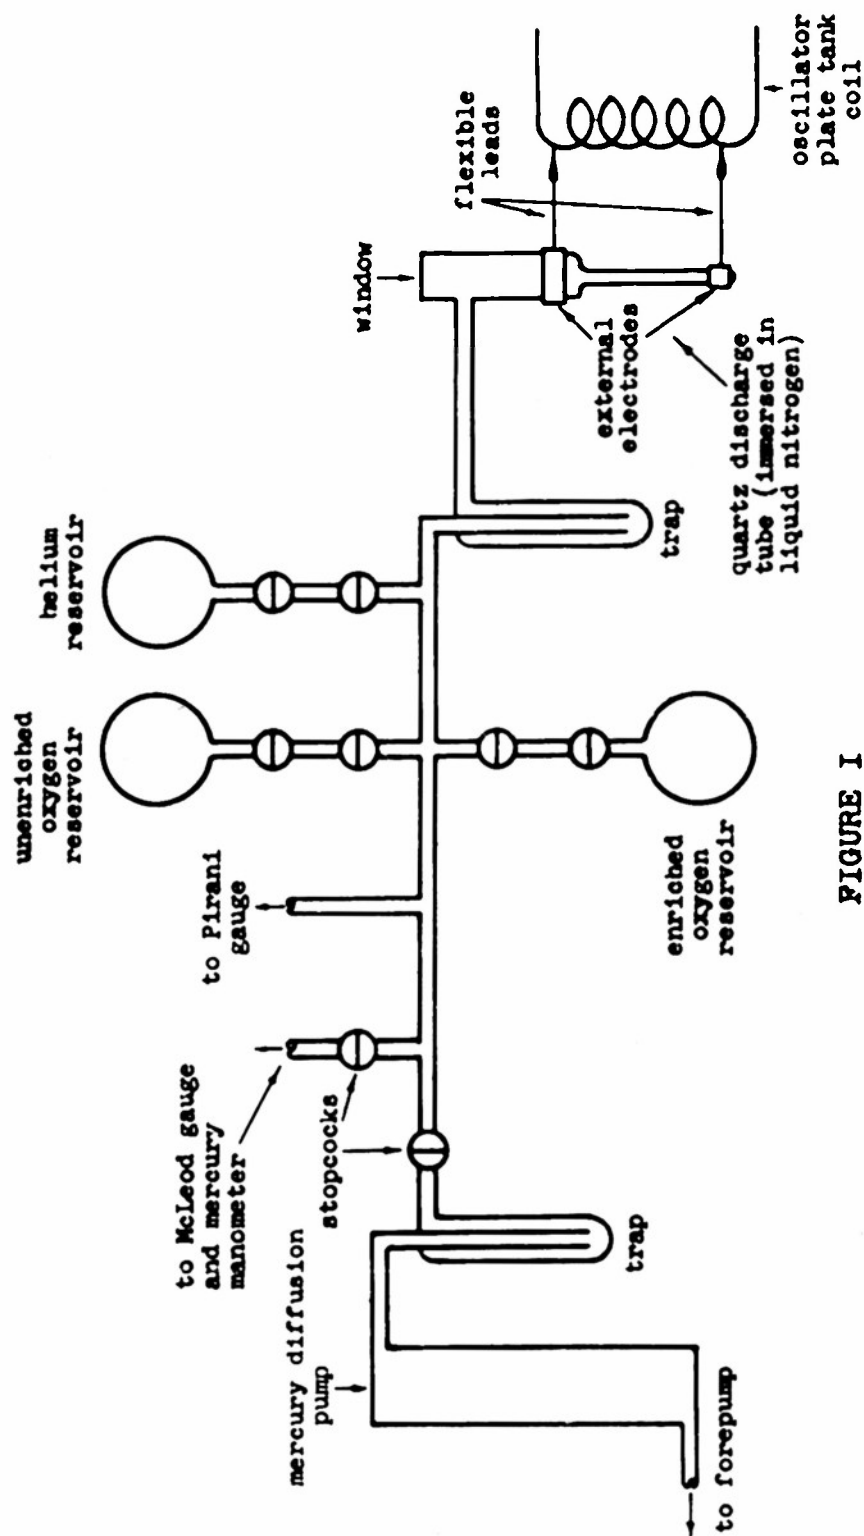 oscillator
plate tank
coil
flexible
leads
window
external
electrodes
quartz discharge
tube (immersed in
liquid nitrogen)
trap
helium
reservoir
unenriched
oxygen
reservoir
enriched
oxygen
reservoir
to Pirani
gauge
to McLeod gauge
and mercury
manometer
stopcocks
trap
mercury diffusion
pump
to forepump
FIGURE I